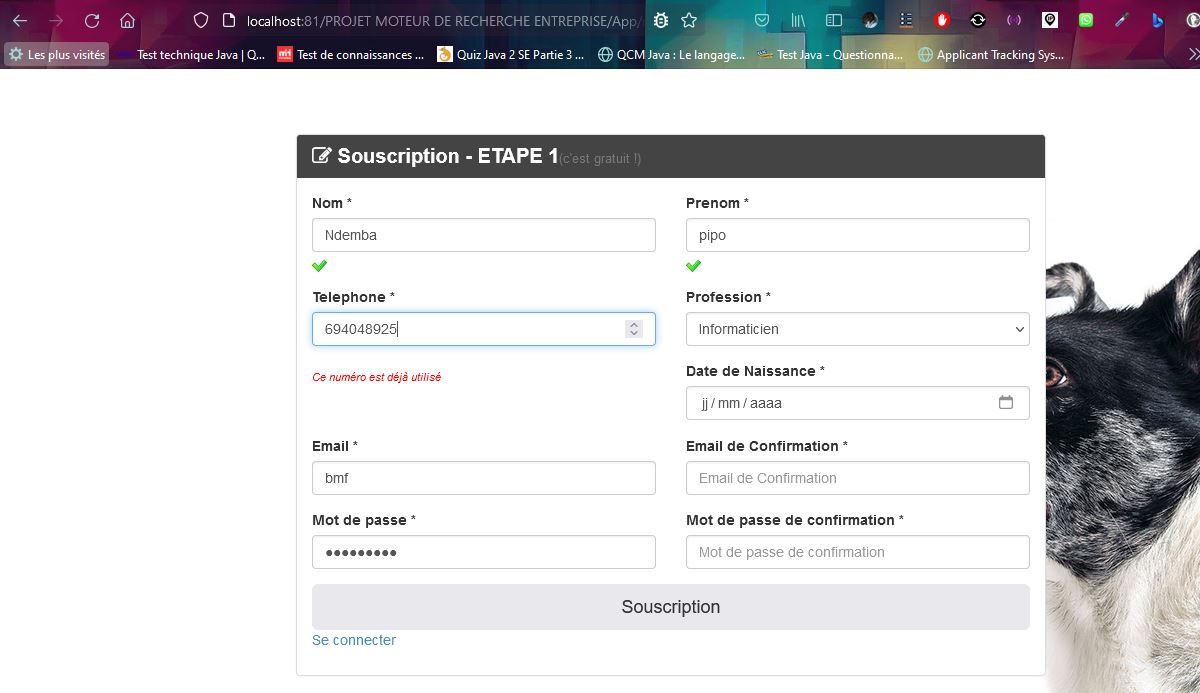 localhost:81/PROJET MOTEUR DE RECHERCHE ENTREPRISE/App/
Les plus visités
Test technique Java | Q...
Test de connaissances ...
Quiz Java 2 SE Partie 3 ...
QCM Java : Le langage...
Test Java - Questionna...
Applicant Tracking Sys...
Souscription - ETAPE 1(c'est gratuit !)
Nom *
Prenom *
Ndemba
pipo
Telephone *
Profession *
694048925
Informaticien
Ce numéro est déjà utilisé
Date de Naissance *
jj / mm / aaaa
Email *
Email de Confirmation *
bmf
Email de Confirmation
Mot de passe *
Mot de passe de confirmation *
●●●●●●●●●
Mot de passe de confirmation
Souscription
Se connecter